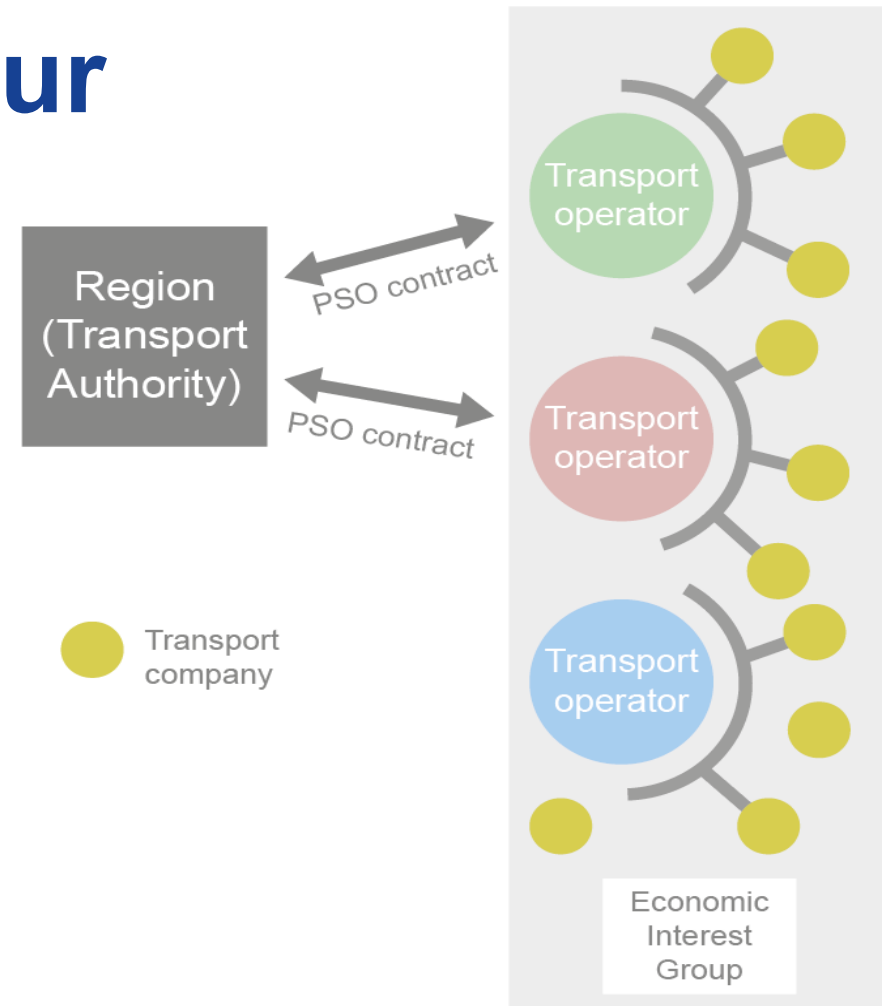 ur
Region
(Transport
Authority)
PSO contract
PSO contract
Transport
company
Transport
operator
Transport
operator
Transport
operator
Economic
Interest
Group